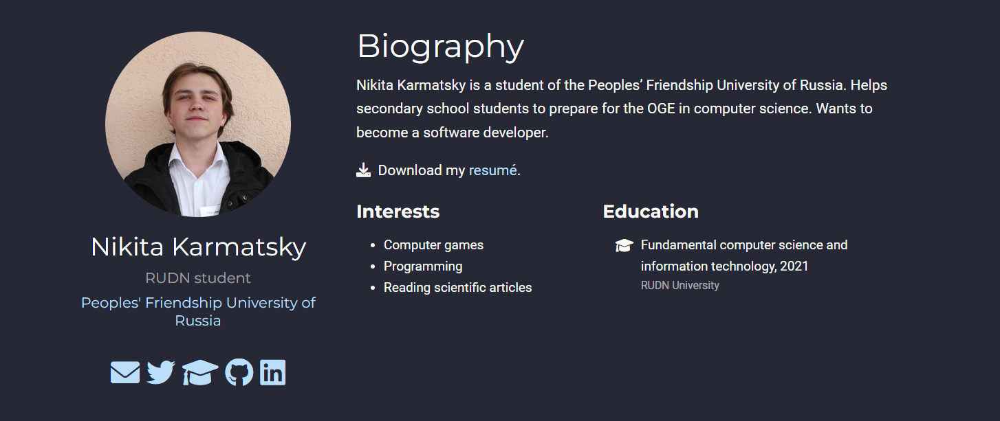 Biography
Nikita Karmatsky is a student of the Peoples’ Friendship University of Russia. Helps
secondary school students to prepare for the OGE in computer science. Wants to
become a software developer.
Download my resumé.
Interests
Computer games
Programming
Reading scientific articles
Education
Fundamental computer science and
information technology, 2021
RUDN University
Nikita Karmatsky
RUDN student
Peoples' Friendship University of
Russia
in